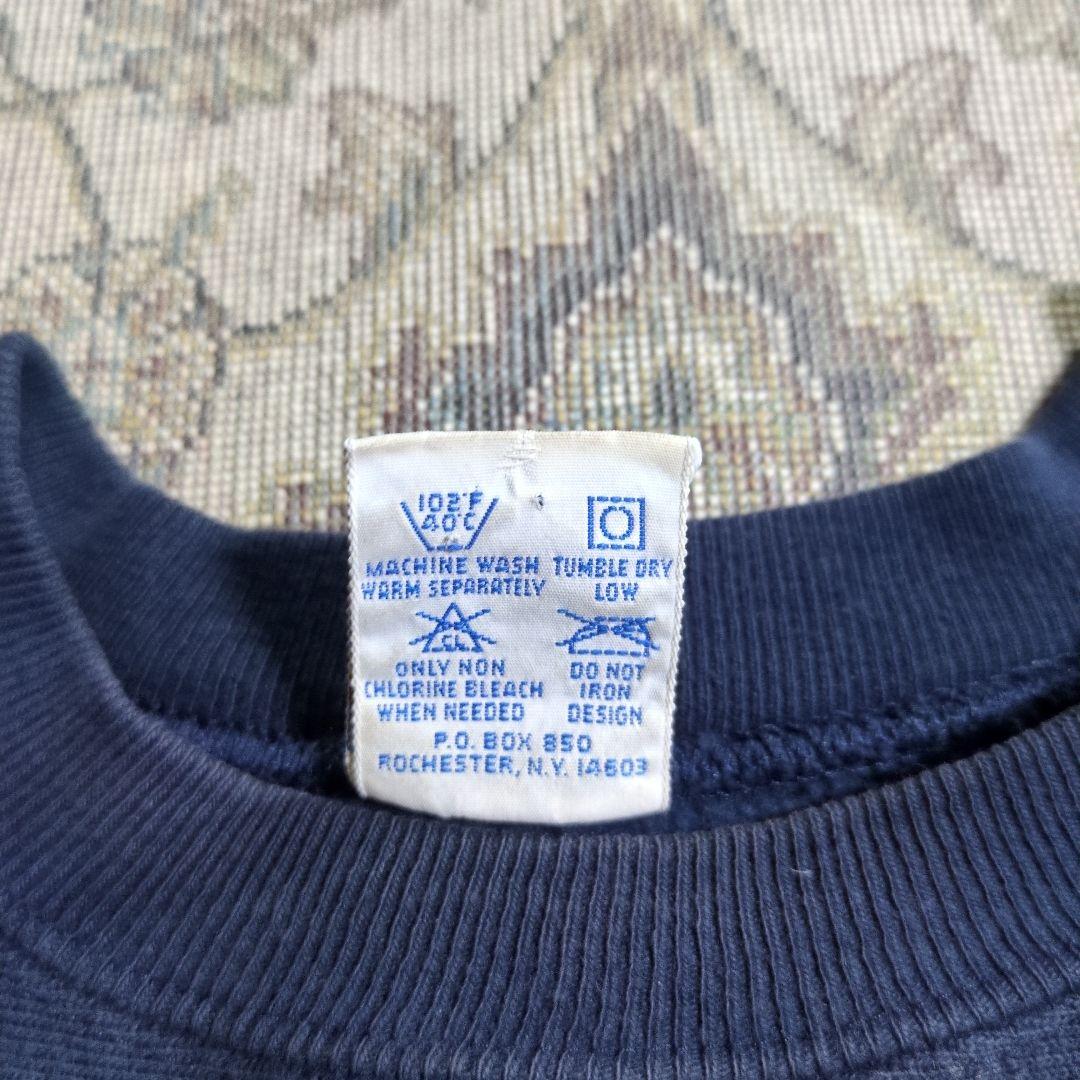 102°F
40°C
MACHINE WASH
WARM SEPARATELY
TUMBLE DRY
LOW
CL
ONLY NON
CHLORINE BLEACH
WHEN NEEDED
DO NOT
IRON
DESIGN
P.O. BOX 850
ROCHESTER, N.Y. 14603